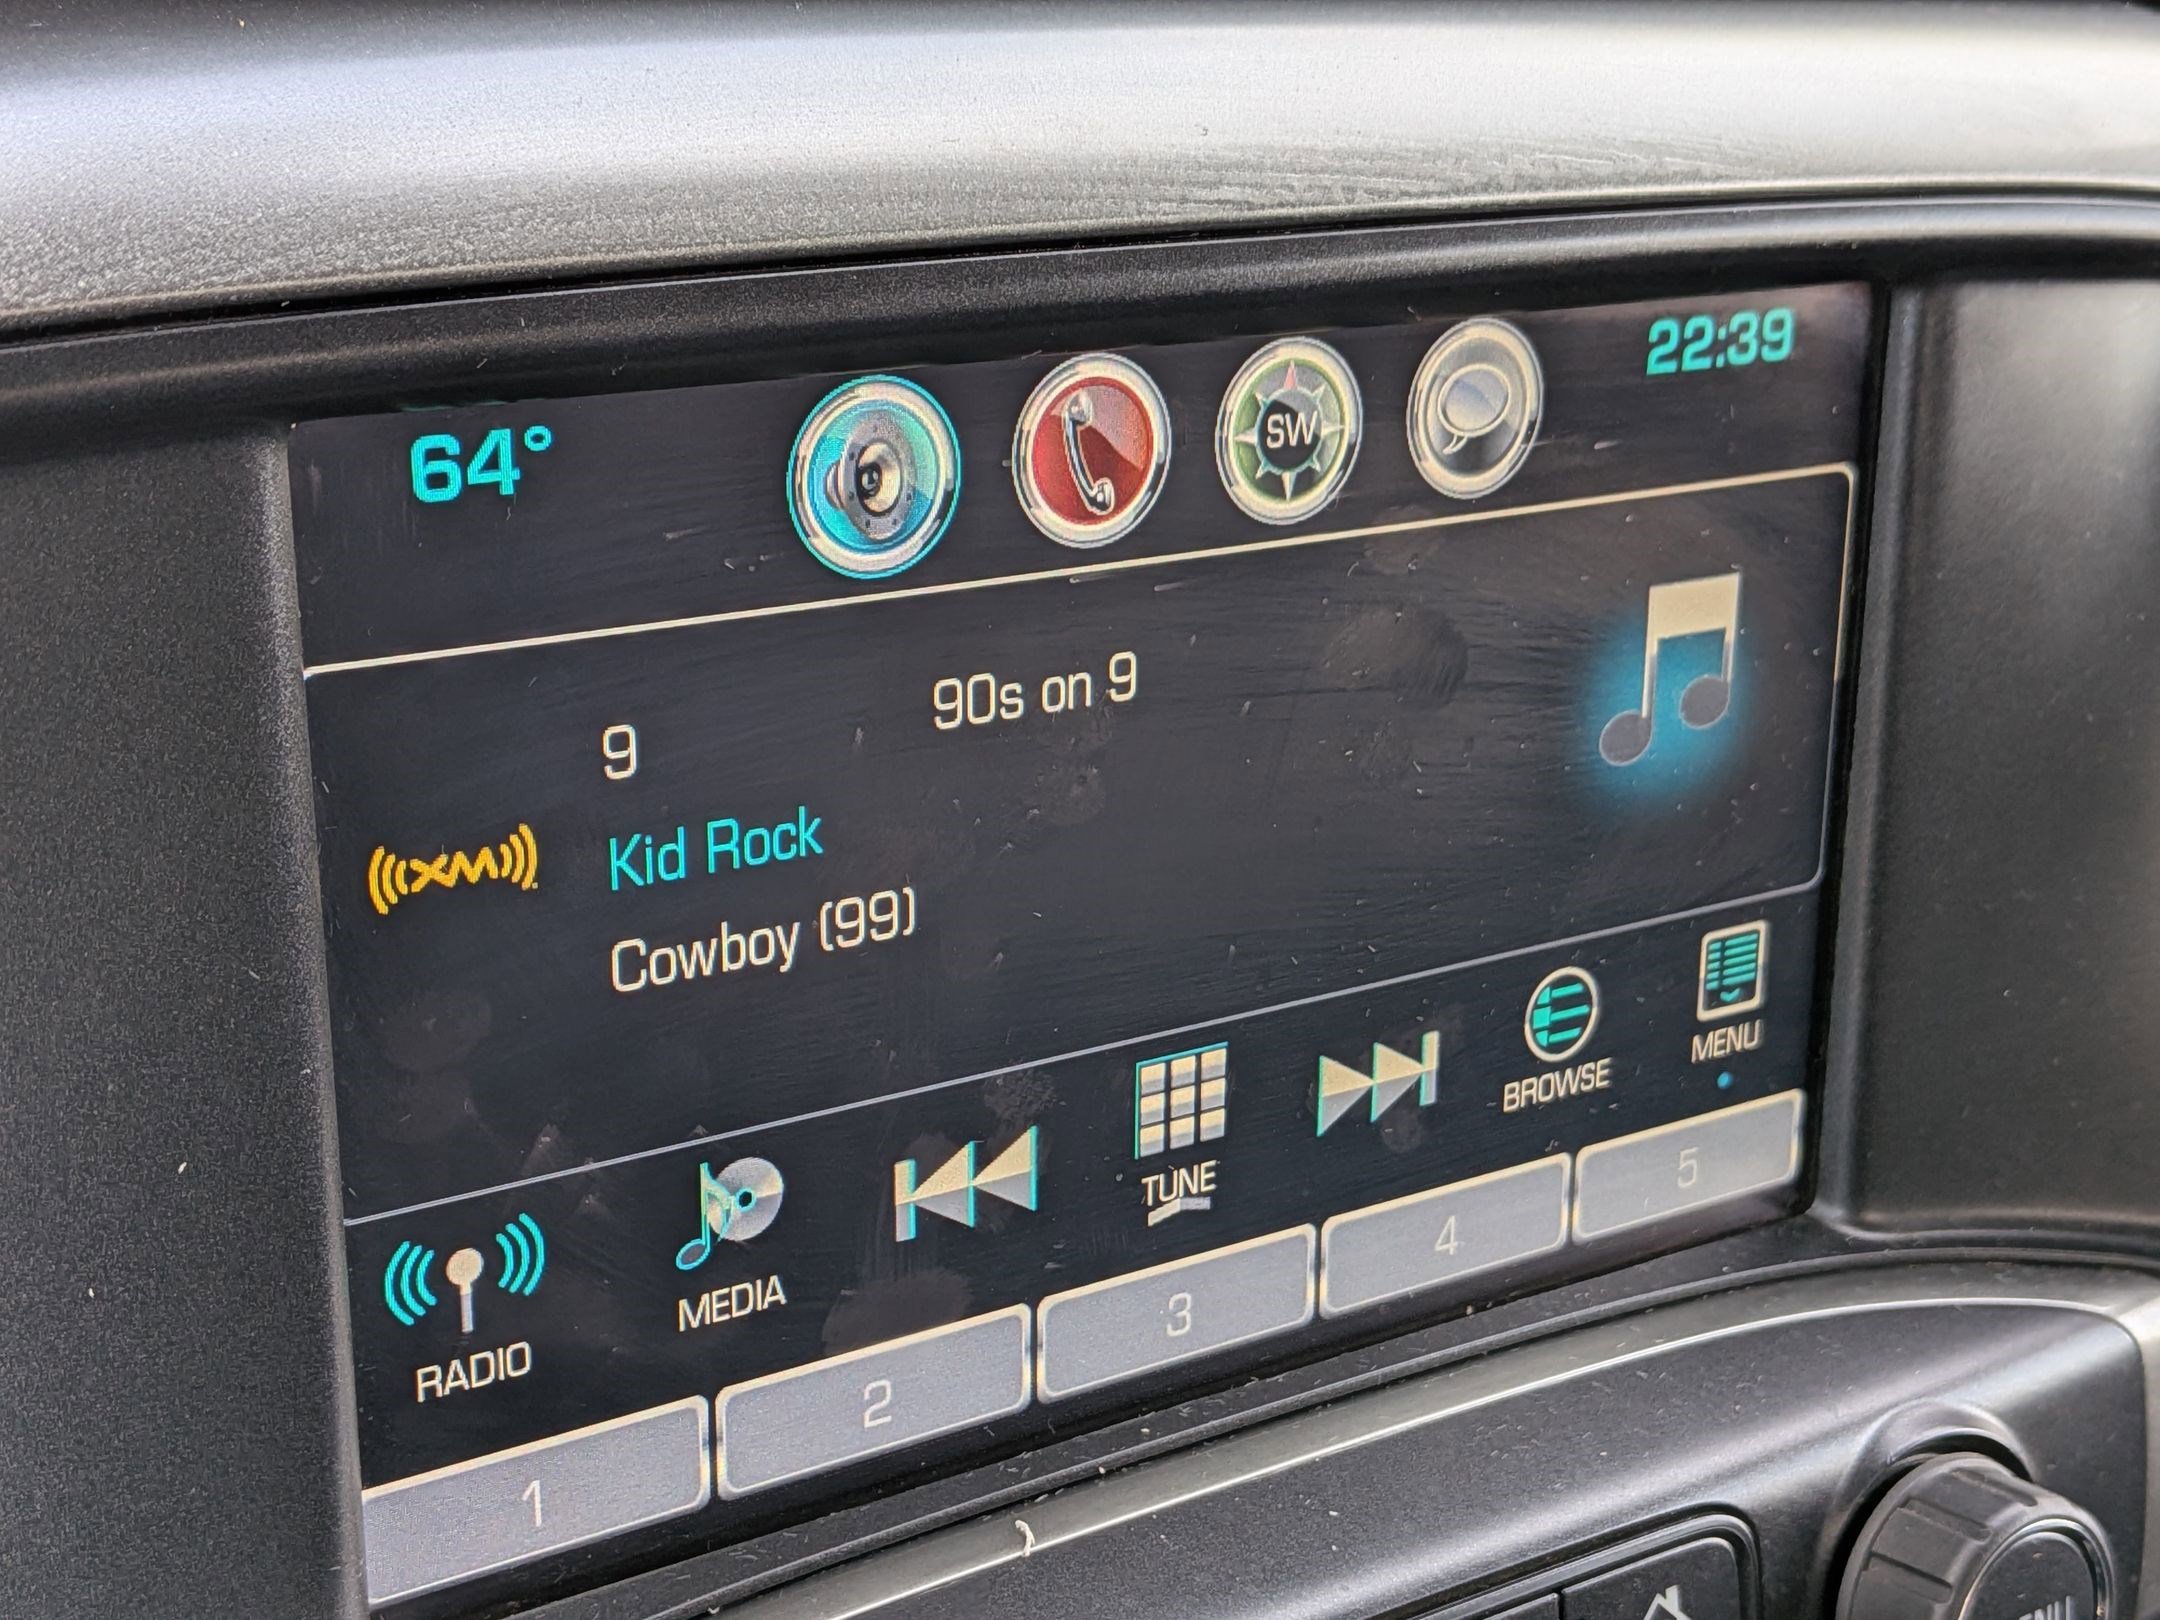 64°
SW
22:39
9
90s on 9
XM
Kid Rock
Cowboy (99)
RADIO
MEDIA
TUNE
BROWSE
MENU
1
2
3
4
5